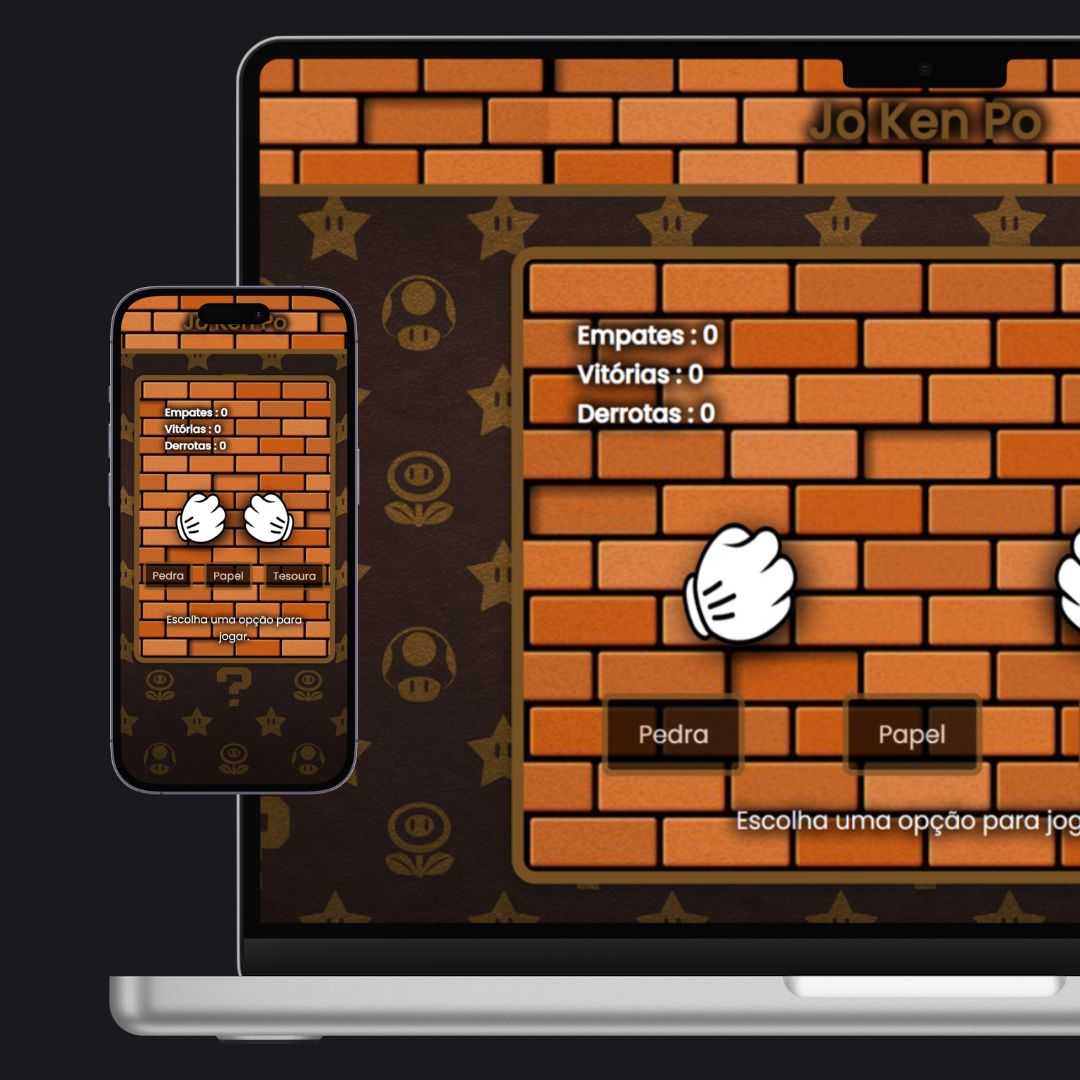 Jo Ken Po
Empates : 0
Vitórias : 0
Derrotas : 0
Pedra
Papel
Escolha uma opção para jog
Jo Ken Po
Empates : 0
Vitórias : 0
Derrotas : 0
Pedra
Papel
Tesoura
Escolha uma opção para
jogar.